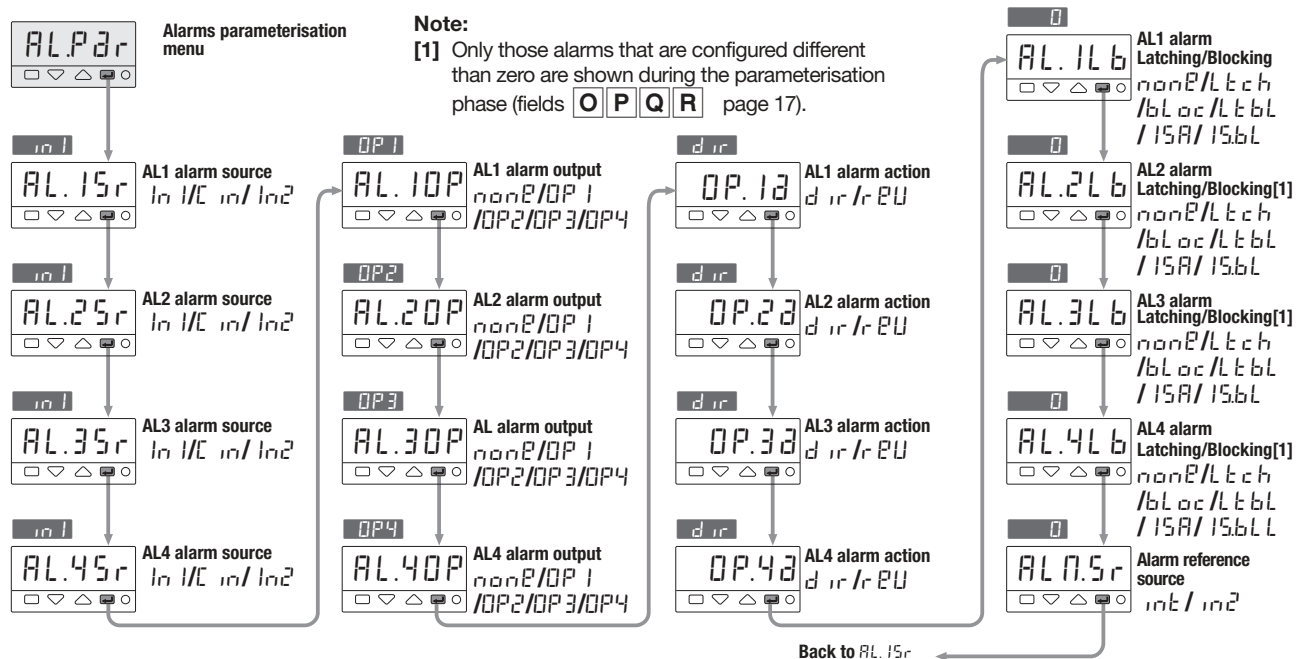 AL.Par
Alarms parameterisation
menu
Note:
[1] Only those alarms that are configured different
than zero are shown during the parameterisation
phase (fields O P Q R page 17).
in1
AL.1Sr
AL1 alarm source
In1/C in/In2
in1
AL.2Sr
AL2 alarm source
In1/C in/In2
in1
AL.3Sr
AL3 alarm source
In1/C in/In2
in1
AL.4Sr
AL4 alarm source
In1/C in/In2
OP1
AL.1OP
AL1 alarm output
nonE/OP1
/OP2/OP3/OP4
OP2
AL.2OP
AL2 alarm output
nonE/OP1
/OP2/OP3/OP4
OP3
AL.3OP
AL alarm output
nonE/OP1
/OP2/OP3/OP4
OP4
AL.4OP
AL4 alarm output
nonE/OP1
/OP2/OP3/OP4
dir
OP.1a
AL1 alarm action
dir/rEU
dir
OP.2a
AL2 alarm action
dir/rEU
dir
OP.3a
AL3 alarm action
dir/rEU
dir
OP.4a
AL4 alarm action
dir/rEU
0
AL.1Lb
AL1 alarm
Latching/Blocking
nonE/Ltch
/bLoc/LtbL
/ISA/IS.bL
0
AL.2Lb
AL2 alarm
Latching/Blocking[1]
nonE/Ltch
/bLoc/LtbL
/ISA/IS.bL
0
AL.3Lb
AL3 alarm
Latching/Blocking[1]
nonE/Ltch
/bLoc/LtbL
/ISA/IS.bL
0
AL.4Lb
AL4 alarm
Latching/Blocking[1]
nonE/Ltch
/bLoc/LtbL
/ISA/IS.bLL
0
ALM.Sr
Alarm reference
source
int/in2
Back to AL.1Sr